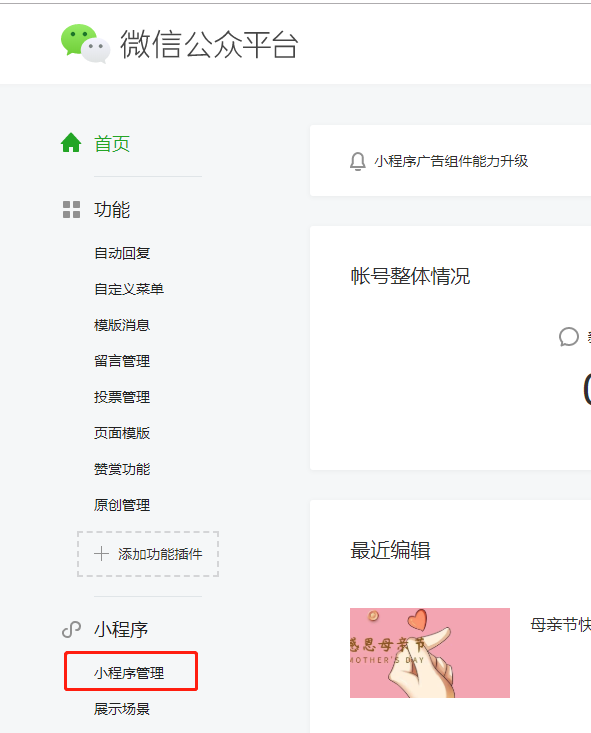 微信公众平台
首页
小程序广告组件能力升级
功能
自动回复
自定义菜单
模版消息
留言管理
投票管理
页面模版
赞赏功能
原创管理
添加功能插件
小程序
小程序管理
展示场景
帐号整体情况
最近编辑
感恩母亲节
MOTHER'S DAY
母亲节快